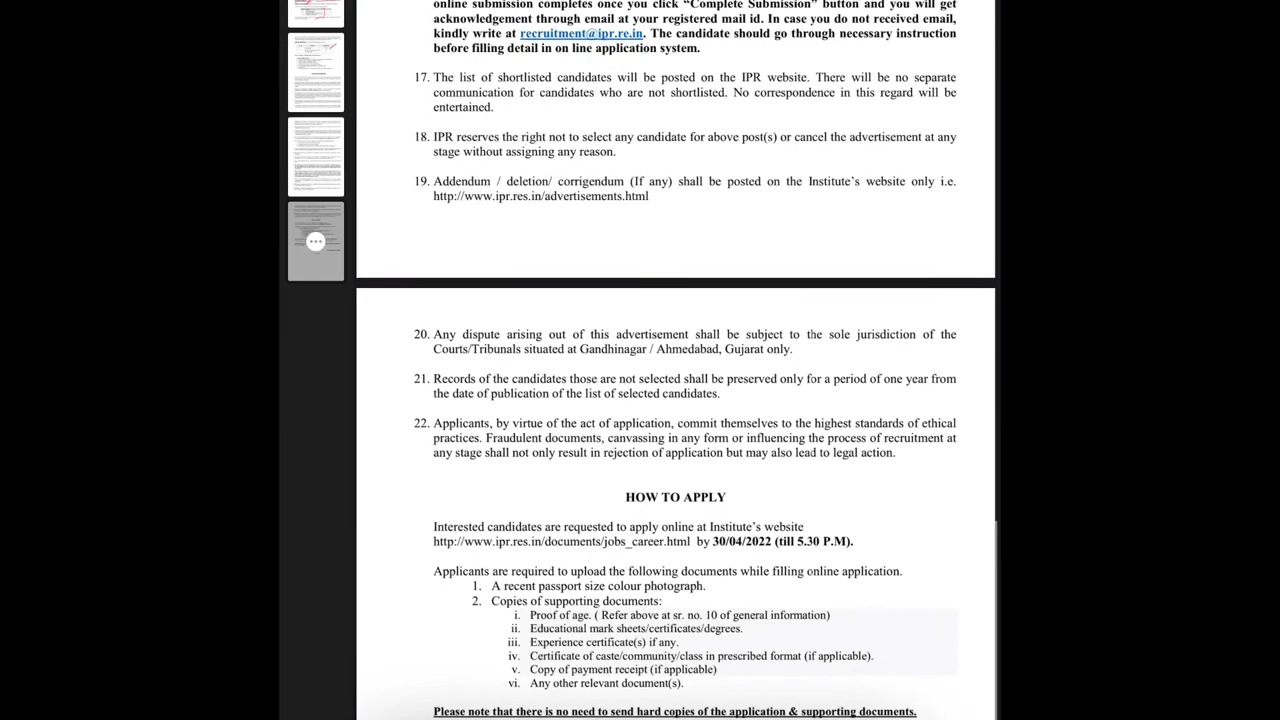 online you “Complete and you will get
through email at your registered In case you not received email,
kindly at recruitment@ipr.re.in. The candidate should go through necessary instruction
before filling detail in online application system.
17. The list of shortlisted candidates will be posted on this website. There will be no separate
communication for candidates who are not shortlisted. No correspondence in this regard will be
entertained.
18. IPR reserves the right not to select any candidate for above post or cancel the advertisement at any
stage without assigning any
19. Addendum / deletion / corrigendum (If any) shall be posted on the Institute’s website only i.e.
http://www.ipr.res.in/advertisements.html
20. Any dispute arising out of this advertisement shall be subject to the sole jurisdiction of the
Courts/Tribunals situated at Gandhinagar / Ahmedabad, Gujarat only.
21. Records of the candidates those are not selected shall be preserved only for a period of one year from
the date of publication of the list of selected candidates.
22. Applicants, by virtue of the act of application, commit themselves to the highest standards of ethical
practices. Fraudulent documents, canvassing in any form or influencing the process of recruitment at
any stage shall not only result in rejection of application but may also lead to legal action.
HOW TO APPLY
Interested candidates are requested to apply online at Institute’s website
http://www.ipr.res.in/documents/jobs_career.html by 30/04/2022 (till 5.30 P.M).
Applicants are required to upload the following documents while filling online application.
1. A recent passport size colour photograph.
2. Copies of supporting documents:
i. Proof of age. ( Refer above at sr. no. 10 of general information)
ii. Educational mark sheets/certificates/degrees.
iii. Experience certificate(s) if any.
iv. Certificate of caste/community/class in prescribed format (if applicable).
v. Copy of payment receipt (if applicable)
vi. Any other relevant document(s).
Please note that there is no need to send hard copies of the application & supporting documents.